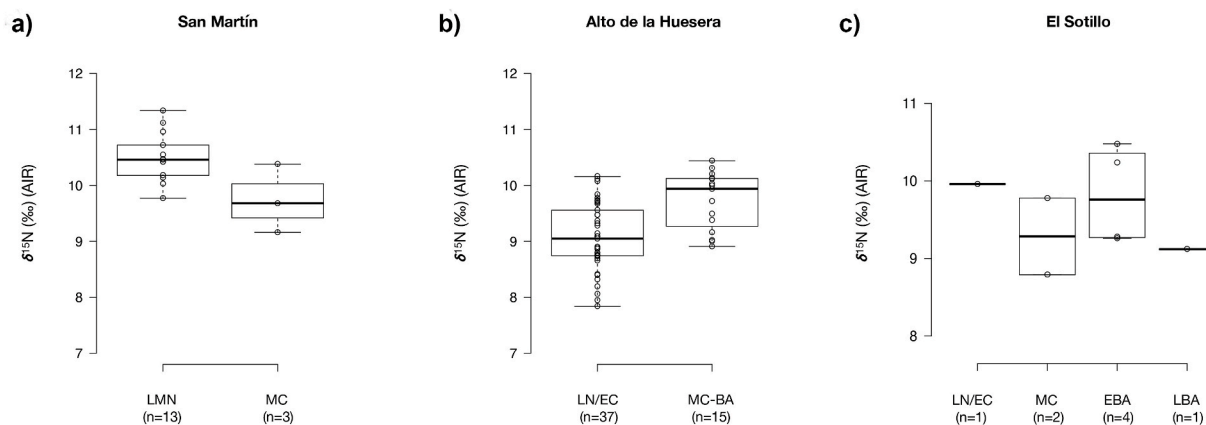 a)
San Martín
δ¹⁵N (‰) (AIR)
12
11
10
9
8
7
LMN
(n=13)
MC
(n=3)
b)
Alto de la Huesera
δ¹⁵N (‰) (AIR)
12
11
10
9
8
7
LN/EC
(n=37)
MC-BA
(n=15)
c)
El Sotillo
δ¹⁵N (‰) (AIR)
11
10
9
8
LN/EC
(n=1)
MC
(n=2)
EBA
(n=4)
LBA
(n=1)